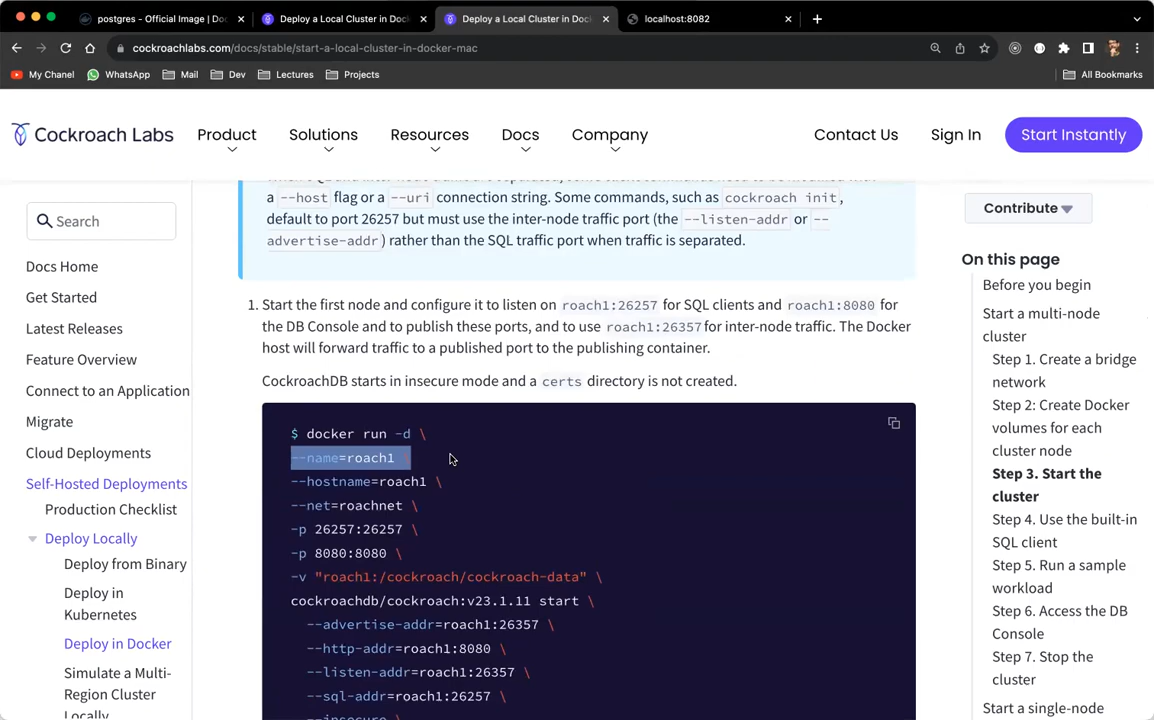 postgres - Official Image | Do
Deploy a Local Cluster in Doc
Deploy a Local Cluster in Doc
localhost:8082
cockroachlabs.com/docs/stable/start-a-local-cluster-in-docker-mac
My Chanel
WhatsApp
Mail
Dev
Lectures
Projects
All Bookmarks
Cockroach Labs
Product
Solutions
Resources
Docs
Company
Contact Us
Sign In
Start Instantly
Search
Docs Home
Get Started
Latest Releases
Feature Overview
Connect to an Application
Migrate
Cloud Deployments
Self-Hosted Deployments
Production Checklist
Deploy Locally
Deploy from Binary
Deploy in
Kubernetes
Deploy in Docker
Simulate a Multi-
Region Cluster
Locally
a --host flag or a --uri connection string. Some commands, such as cockroach init,
default to port 26257 but must use the inter-node traffic port (the --listen-addr or --
advertise-addr) rather than the SQL traffic port when traffic is separated.
1. Start the first node and configure it to listen on roach1:26257 for SQL clients and roach1:8080 for
the DB Console and to publish these ports, and to use roach1:26357 for inter-node traffic. The Docker
host will forward traffic to a published port to the publishing container.
CockroachDB starts in insecure mode and a certs directory is not created.
$ docker run -d \
--name=roach1 \
--hostname=roach1 \
--net=roachnet \
-p 26257:26257 \
-p 8080:8080 \
-v "roach1:/cockroach/cockroach-data" \
cockroachdb/cockroach:v23.1.11 start \
--advertise-addr=roach1:26357 \
--http-addr=roach1:8080 \
--listen-addr=roach1:26357 \
--sql-addr=roach1:26257 \
--insecure
Contribute
On this page
Before you begin
Start a multi-node
cluster
Step 1. Create a bridge
network
Step 2: Create Docker
volumes for each
cluster node
Step 3. Start the
cluster
Step 4. Use the built-in
SQL client
Step 5. Run a sample
workload
Step 6. Access the DB
Console
Step 7. Stop the
cluster
Start a single-node